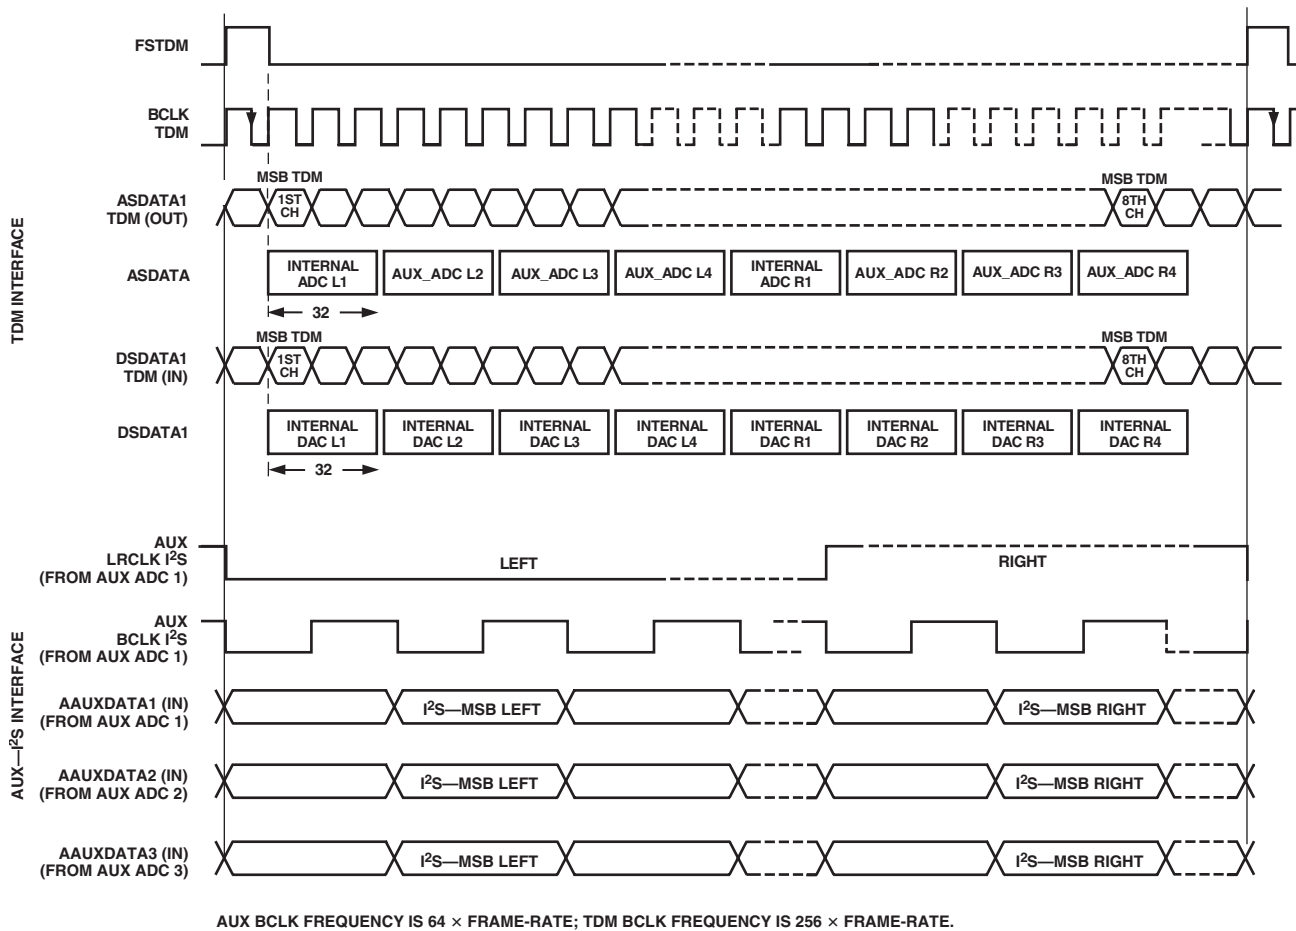 FSTDM
BCLK
TDM
MSB TDM
MSB TDM
ASDATA1
TDM (OUT)
1ST
CH
8TH
CH
ASDATA
INTERNAL
ADC L1
AUX_ADC L2
AUX_ADC L3
AUX_ADC L4
INTERNAL
ADC R1
AUX_ADC R2
AUX_ADC R3
AUX_ADC R4
32
TDM INTERFACE
MSB TDM
MSB TDM
DSDATA1
TDM (IN)
1ST
CH
8TH
CH
DSDATA1
INTERNAL
DAC L1
INTERNAL
DAC L2
INTERNAL
DAC L3
INTERNAL
DAC L4
INTERNAL
DAC R1
INTERNAL
DAC R2
INTERNAL
DAC R3
INTERNAL
DAC R4
32
AUX
LRCLK I²S
(FROM AUX ADC 1)
LEFT
RIGHT
AUX
BCLK I²S
(FROM AUX ADC 1)
AUX—I²S INTERFACE
AAUXDATA1 (IN)
(FROM AUX ADC 1)
I²S—MSB LEFT
I²S—MSB RIGHT
AAUXDATA2 (IN)
(FROM AUX ADC 2)
I²S—MSB LEFT
I²S—MSB RIGHT
AAUXDATA3 (IN)
(FROM AUX ADC 3)
I²S—MSB LEFT
I²S—MSB RIGHT
AUX BCLK FREQUENCY IS 64 × FRAME-RATE; TDM BCLK FREQUENCY IS 256 × FRAME-RATE.